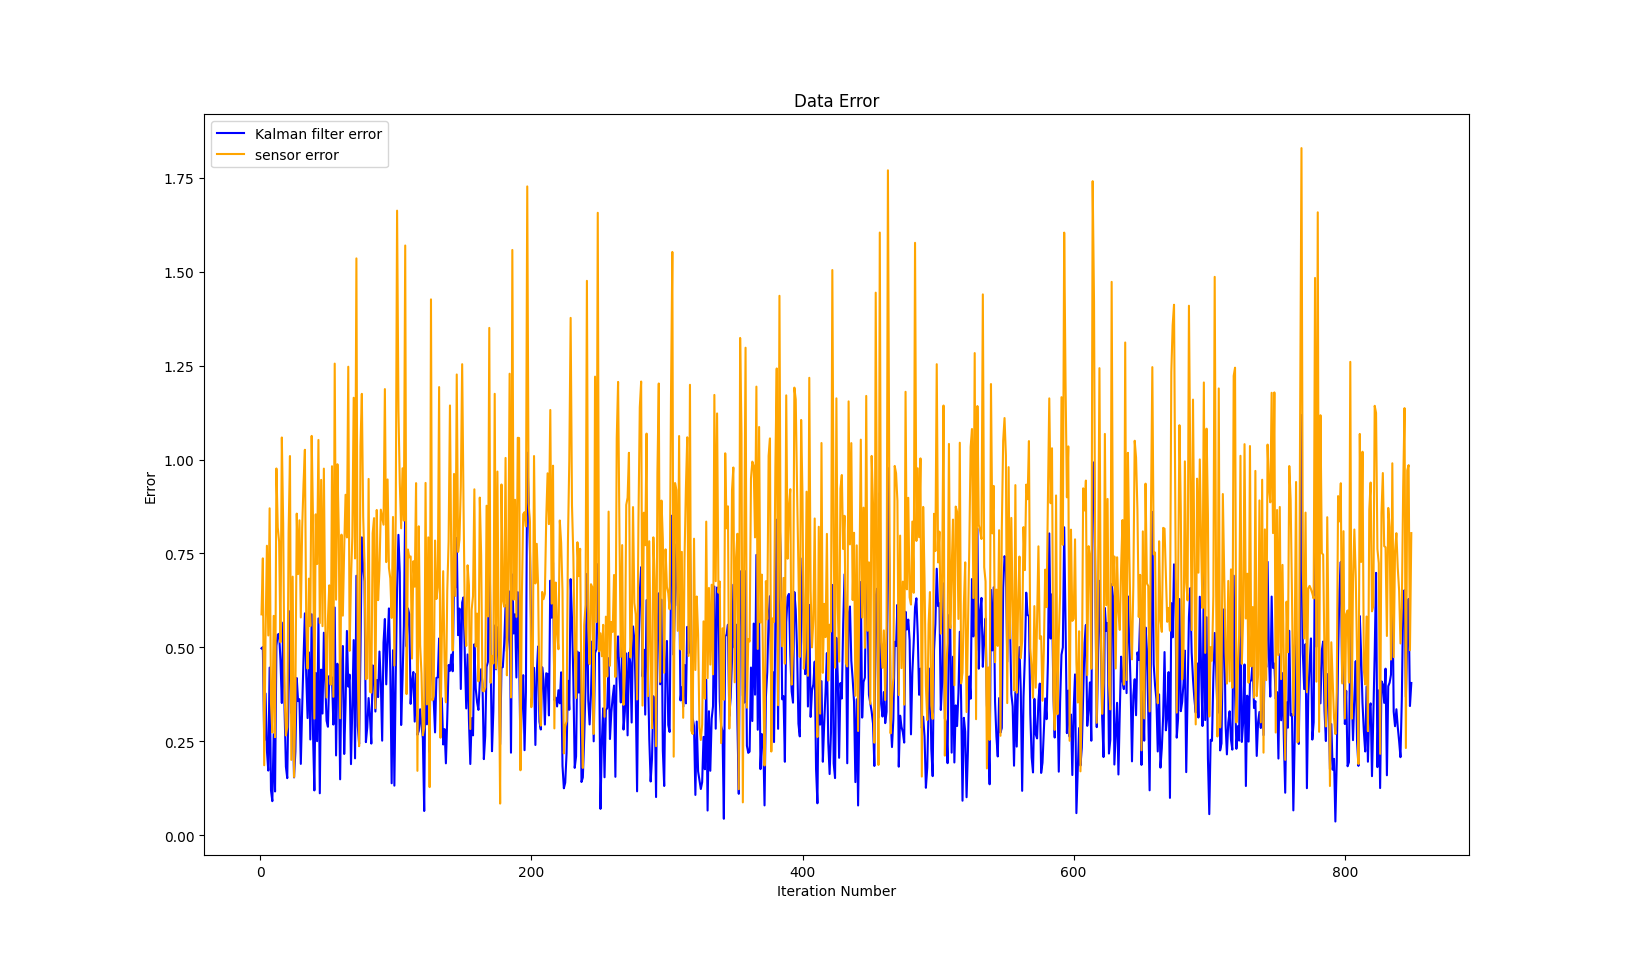 Data Error
Kalman filter error
sensor error
1.75
1.50
1.25
1.00
0.75
0.50
0.25
0.00
Error
0 200 400 600 800
Iteration Number